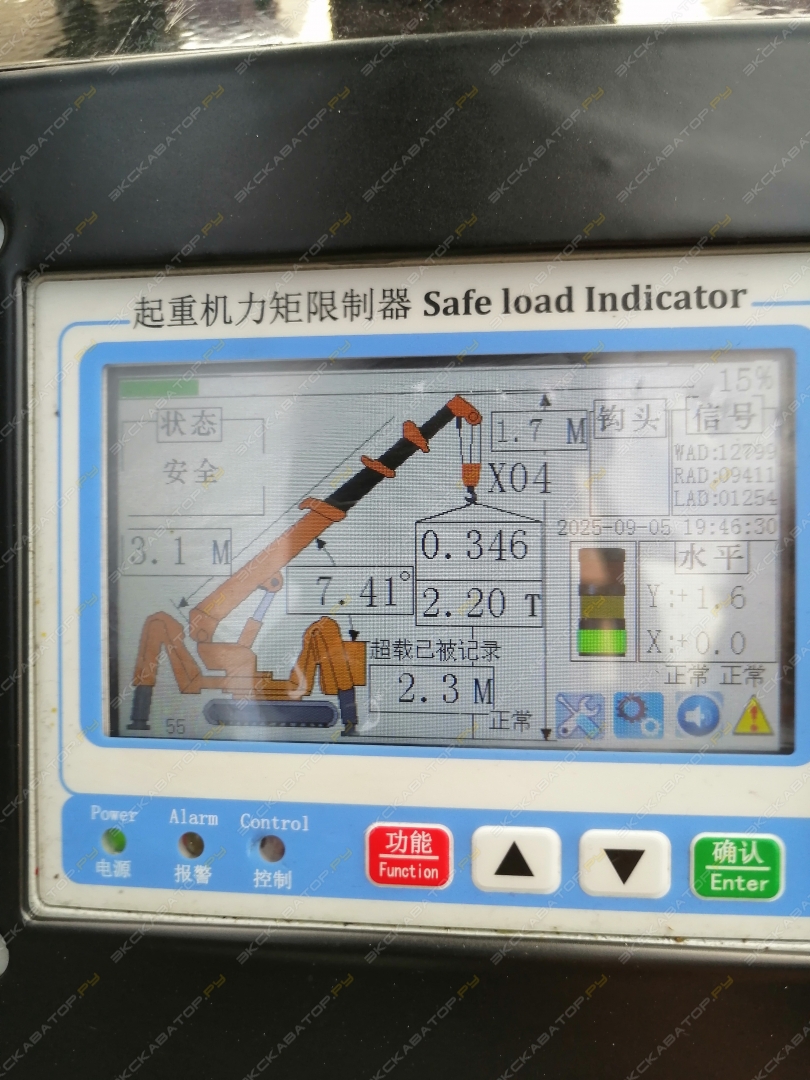 起重机力矩限制器 Safe load Indicator
15%
状态
安全
1.7 M
钩头
信号
WAD:12799
RAD:09411
LAD:01254
X04
2025-09-05 19:46:30
3.1 M
0.346
水平
7.41°
2.20 T
Y:+1.6
X:+0.0
超载已被记录
正常 正常
2.3 M
正常
55
Power
Alarm
Control
电源
报警
控制
功能
Function
确认
Enter
ЭКСКАВАТОР.РУ